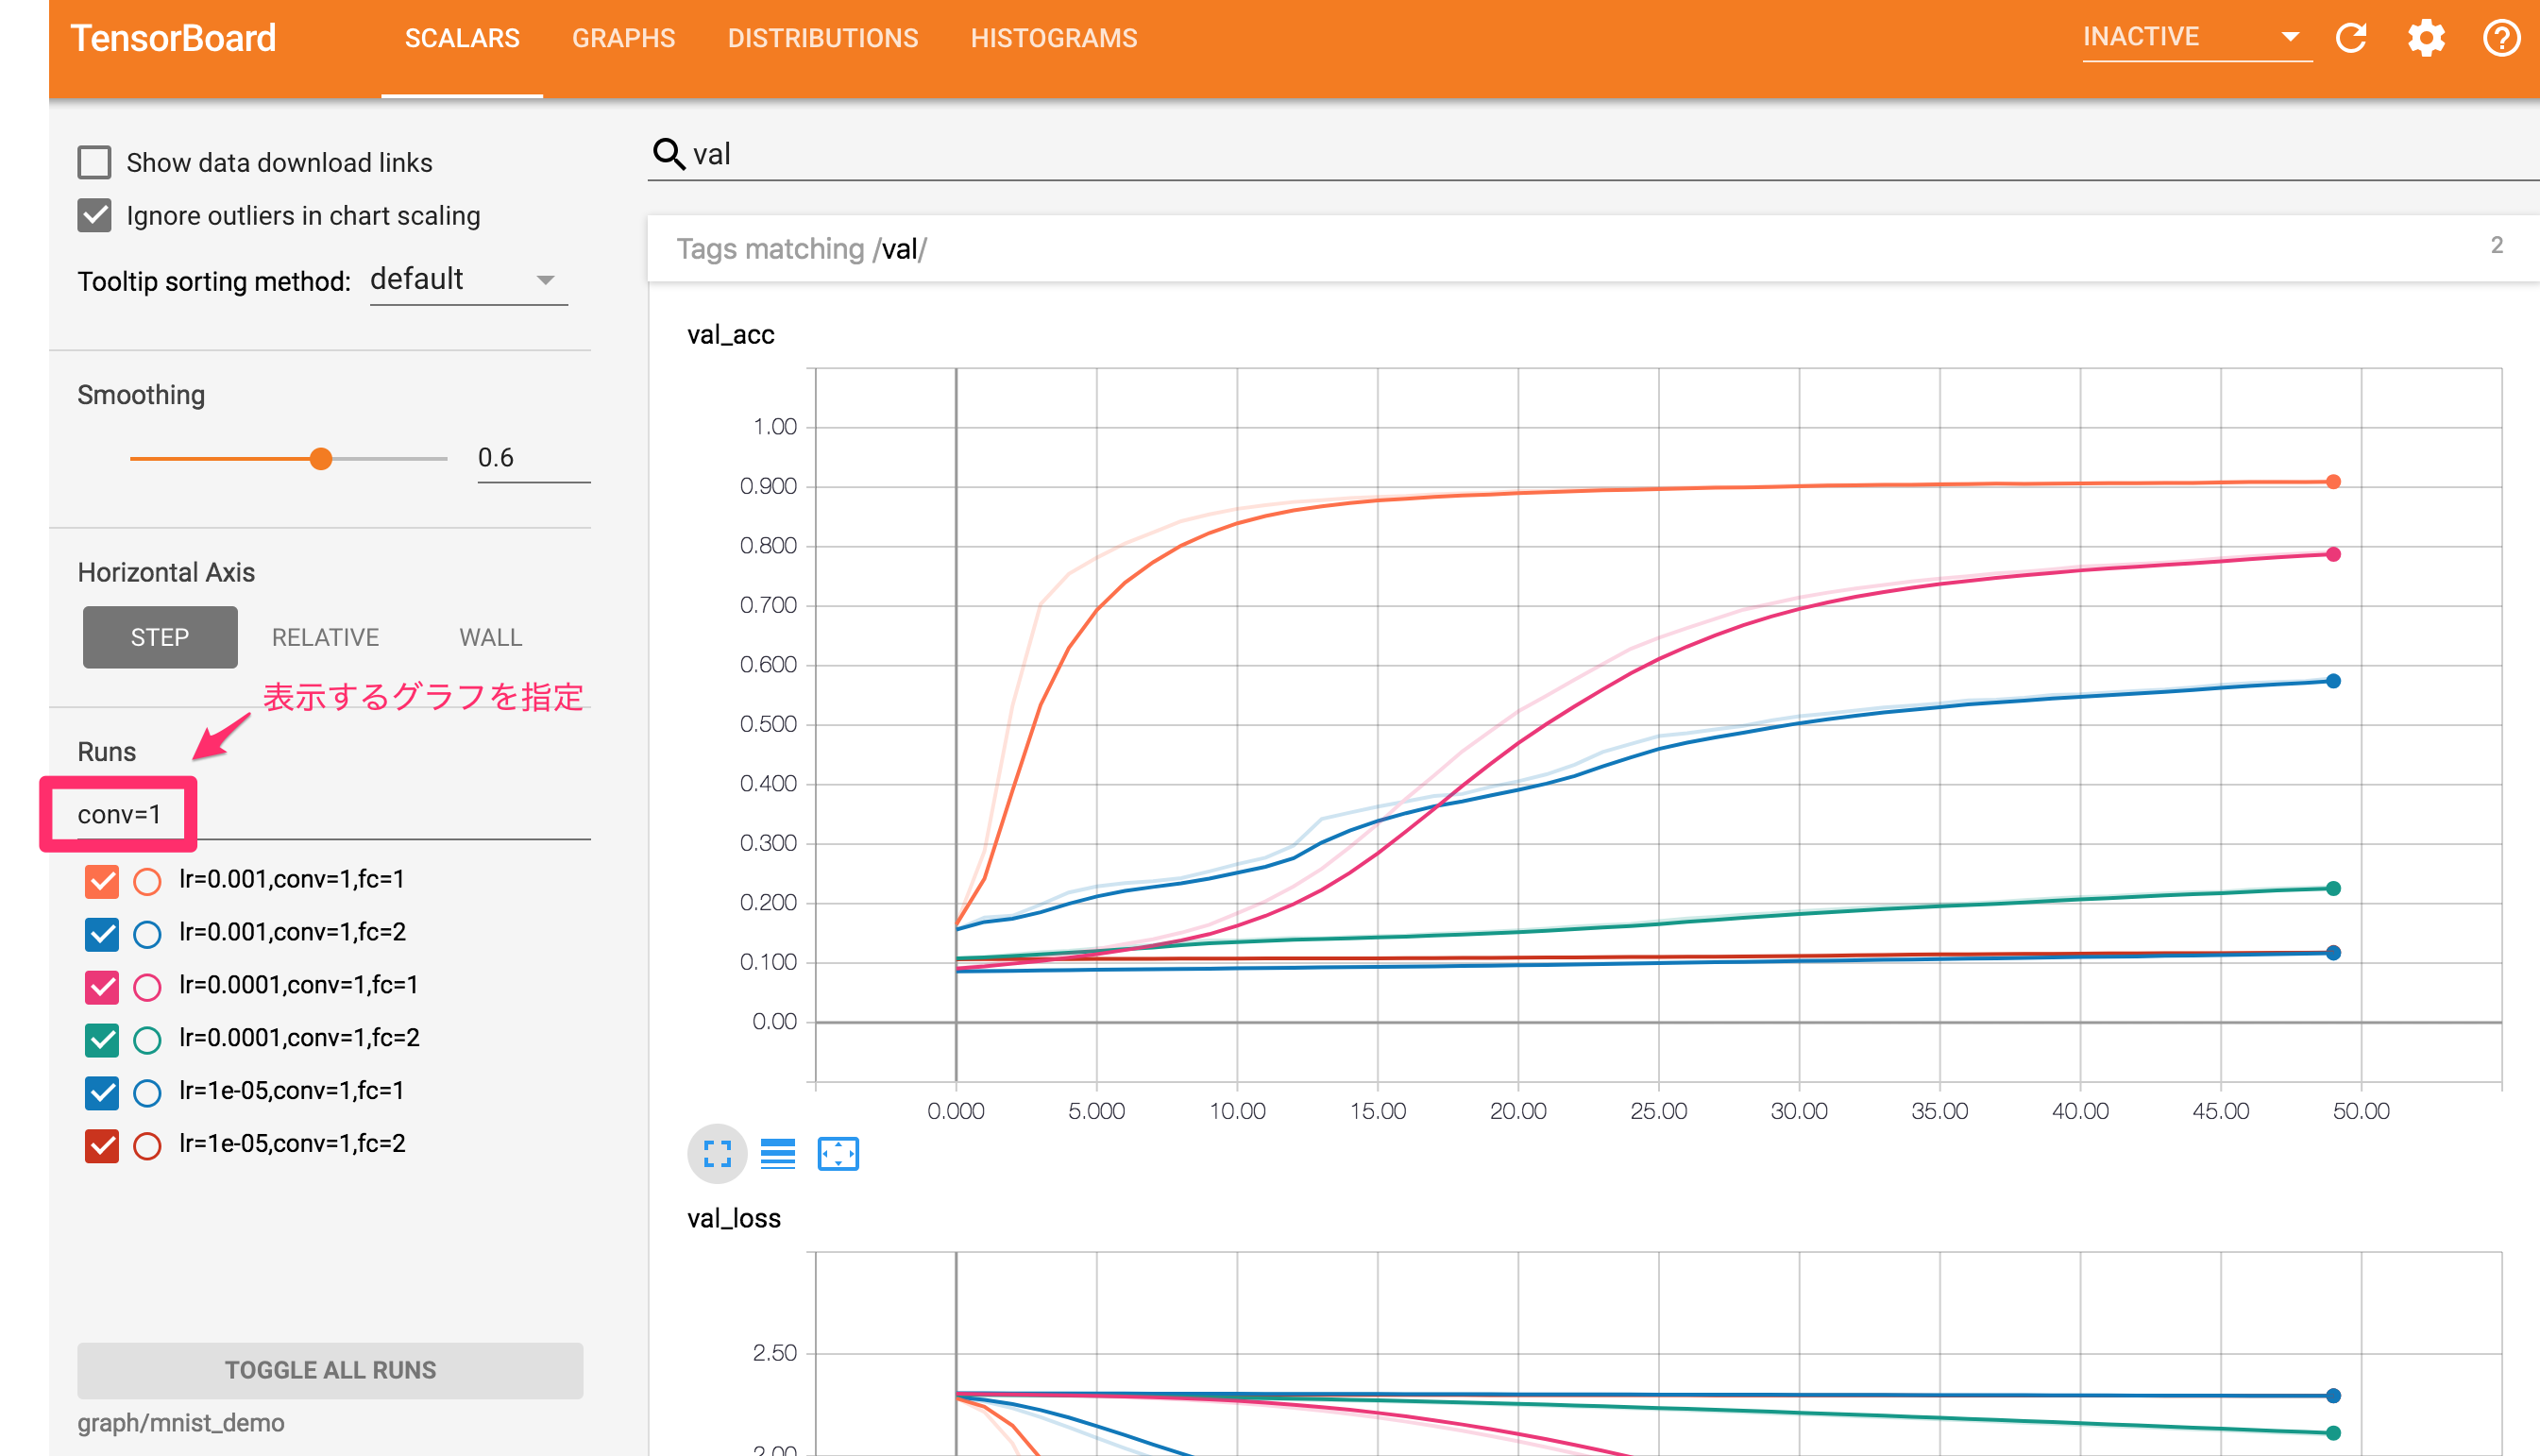 TensorBoard
SCALARS GRAPHS DISTRIBUTIONS HISTOGRAMS
INACTIVE
Show data download links
Ignore outliers in chart scaling
Tooltip sorting method: default
Smoothing
0.6
Horizontal Axis
STEP RELATIVE WALL
表示するグラフを指定
Runs
conv=1
lr=0.001,conv=1,fc=1
lr=0.001,conv=1,fc=2
lr=0.0001,conv=1,fc=1
lr=0.0001,conv=1,fc=2
lr=1e-05,conv=1,fc=1
lr=1e-05,conv=1,fc=2
TOGGLE ALL RUNS
graph/mnist_demo
val
Tags matching /val/ 2
val_acc
1.00
0.900
0.800
0.700
0.600
0.500
0.400
0.300
0.200
0.100
0.00
0.000 5.000 10.00 15.00 20.00 25.00 30.00 35.00 40.00 45.00 50.00
val_loss
2.50
2.00